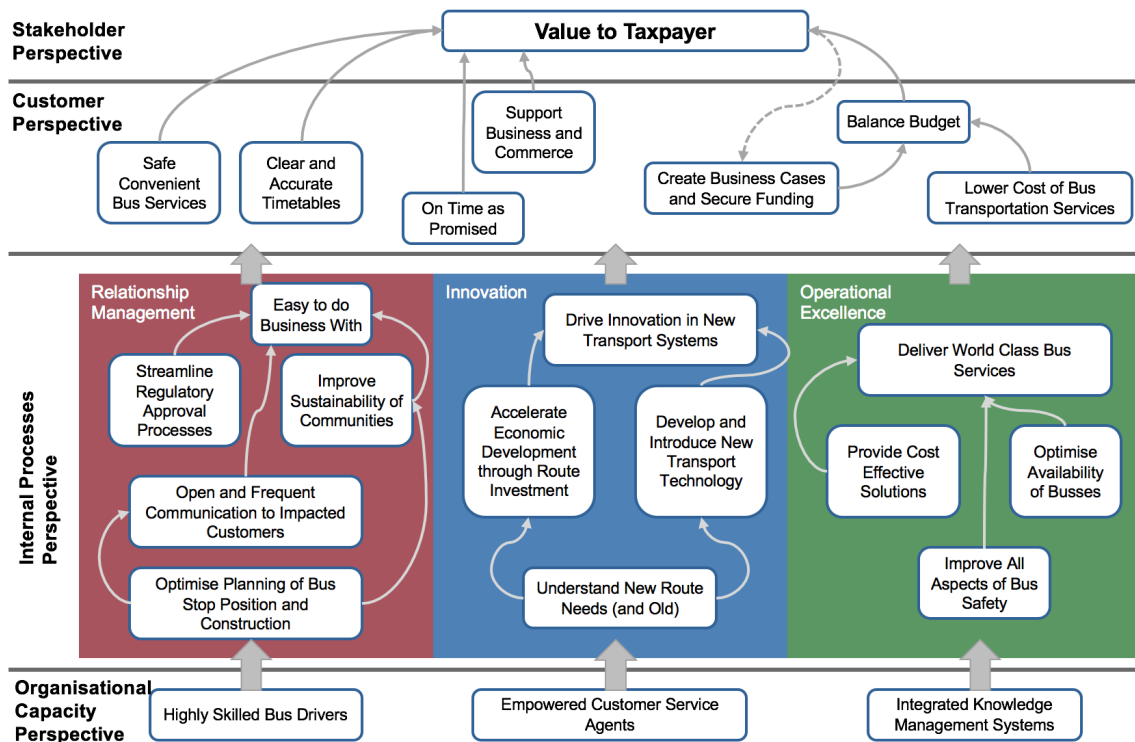 Stakeholder
Perspective
Value to Taxpayer
Customer
Perspective
Safe
Convenient
Bus Services
Clear and
Accurate
Timetables
On Time as
Promised
Support
Business and
Commerce
Create Business Cases
and Secure Funding
Balance Budget
Lower Cost of Bus
Transportation Services
Internal Processes
Perspective
Relationship
Management
Easy to do
Business With
Streamline
Regulatory
Approval
Processes
Improve
Sustainability of
Communities
Open and Frequent
Communication to Impacted
Customers
Optimise Planning of Bus
Stop Position and
Construction
Innovation
Drive Innovation in New
Transport Systems
Accelerate
Economic
Development
through Route
Investment
Develop and
Introduce New
Transport
Technology
Understand New Route
Needs (and Old)
Operational
Excellence
Deliver World Class Bus
Services
Provide Cost
Effective
Solutions
Optimise
Availability
of Busses
Improve All
Aspects of Bus
Safety
Organisational
Capacity
Perspective
Highly Skilled Bus Drivers
Empowered Customer Service
Agents
Integrated Knowledge
Management Systems